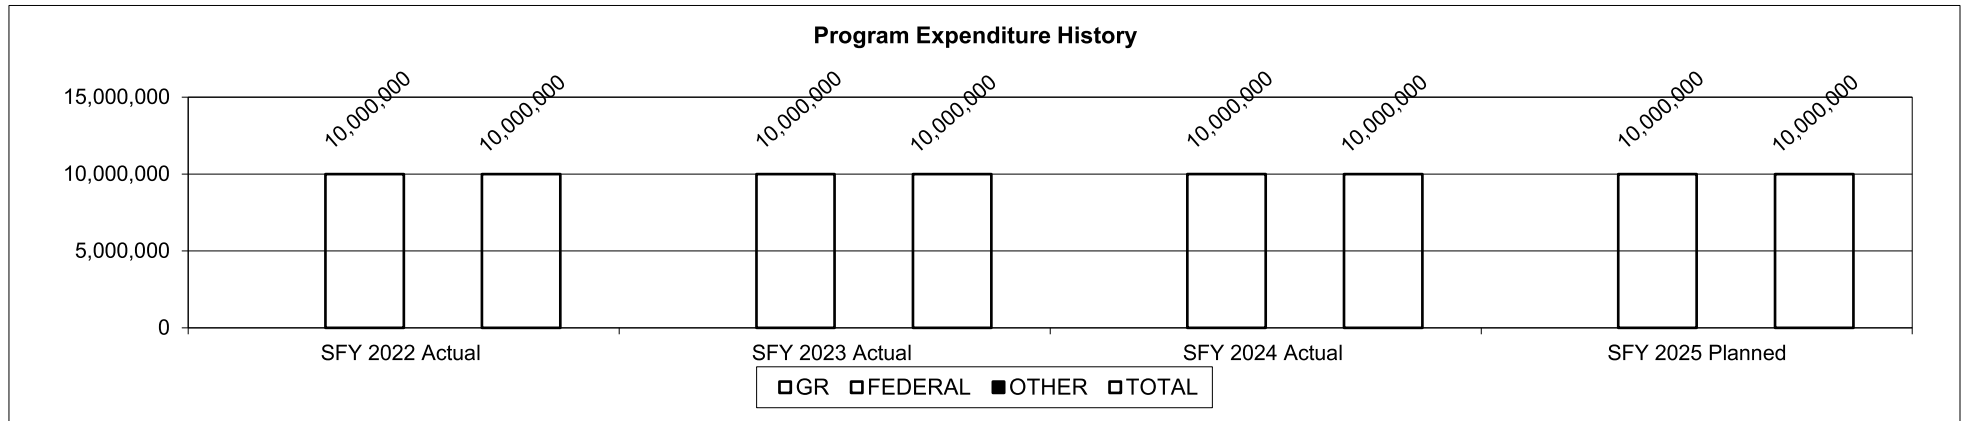 Program Expenditure History
10,000,000 10,000,000 10,000,000 10,000,000 10,000,000 10,000,000 10,000,000 10,000,000
15,000,000
10,000,000
5,000,000
0
SFY 2022 Actual SFY 2023 Actual SFY 2024 Actual SFY 2025 Planned
GR FEDERAL OTHER TOTAL